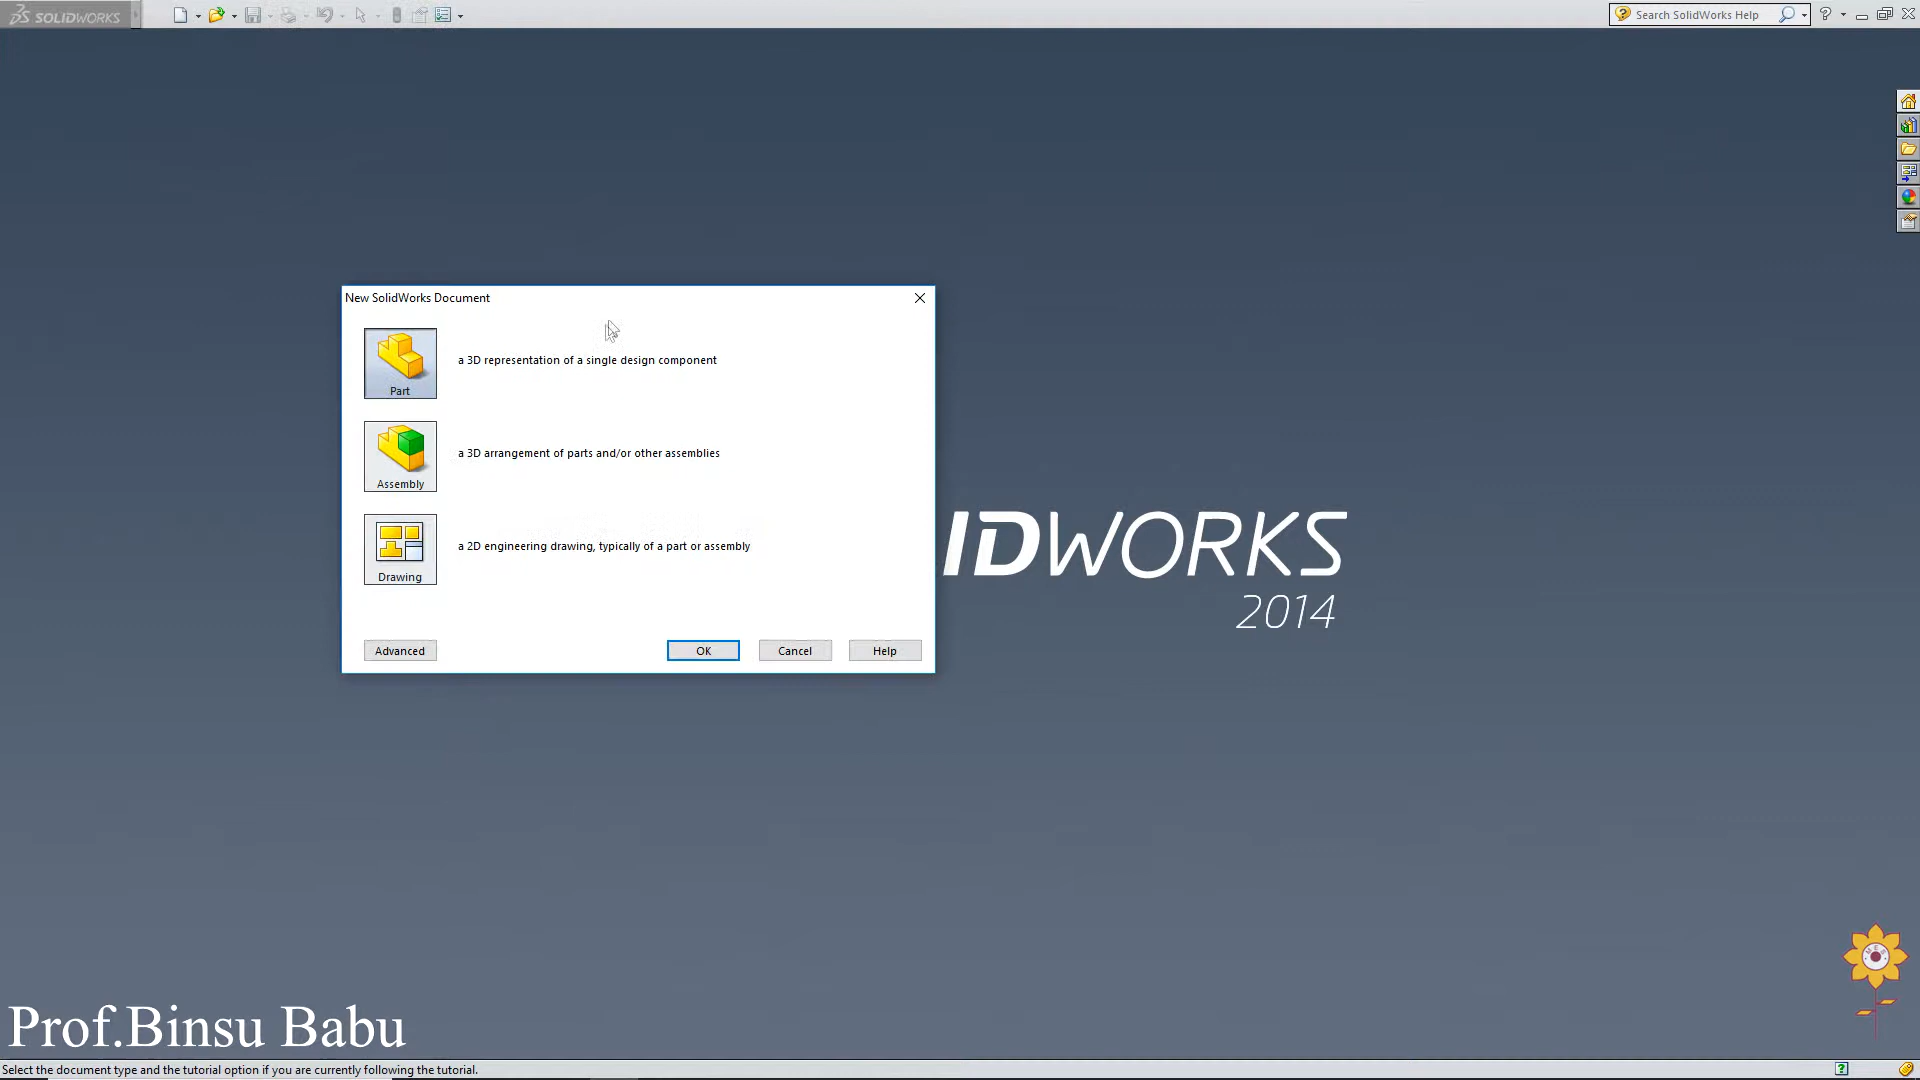 SOLIDWORKS
Search SolidWorks Help
New SolidWorks Document
Part
a 3D representation of a single design component
Assembly
a 3D arrangement of parts and/or other assemblies
Drawing
a 2D engineering drawing, typically of a part or assembly
Advanced
OK
Cancel
Help
IDWORKS
2014
Prof.Binsu Babu
Select the document type and the tutorial option if you are currently following the tutorial.